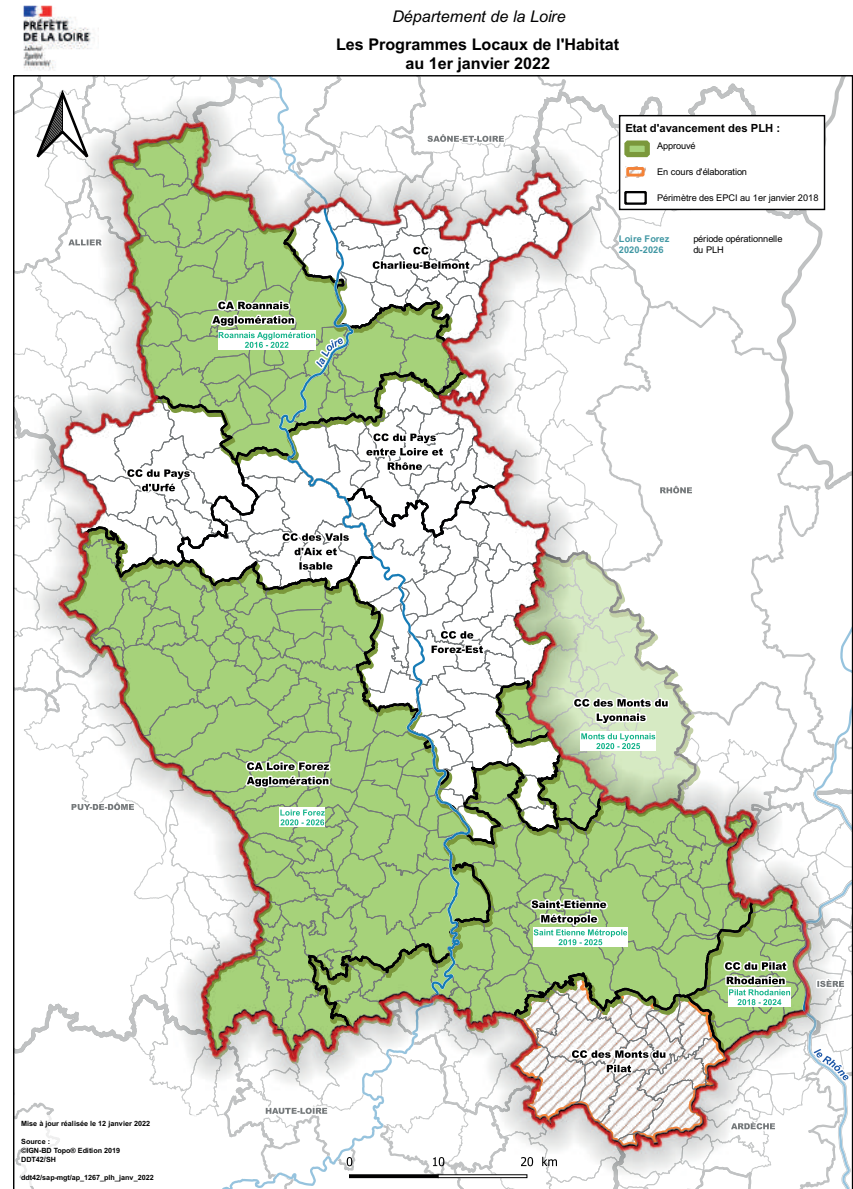 PRÉFÈTE
DE LA LOIRE
Liberté
Égalité
Fraternité
Département de la Loire
Les Programmes Locaux de l'Habitat
au 1er janvier 2022
Etat d'avancement des PLH :
Approuvé
En cours d'élaboration
Périmètre des EPCI au 1er janvier 2018
Loire Forez
2020-2026
période opérationnelle
du PLH
SAÔNE-ET-LOIRE
ALLIER
CC
Charlieu-Belmont
CA Roannais
Agglomération
Roannais Agglomération
2016 - 2022
la Loire
CC du Pays
entre Loire et
Rhône
CC du Pays
d'Urfé
RHÔNE
CC des Vals
d'Aix et
Isable
CC de
Forez-Est
CC des Monts du
Lyonnais
Monts du Lyonnais
2020 - 2025
CA Loire Forez
Agglomération
Loire Forez
2020 - 2026
PUY-DE-DÔME
Saint-Etienne
Métropole
Saint Etienne Métropole
2019 - 2025
CC du Pilat
Rhodanien
Pilat Rhodanien
2018 - 2024
ISÈRE
CC des Monts du
Pilat
le Rhône
HAUTE-LOIRE
ARDÈCHE
Mise à jour réalisée le 12 janvier 2022
Source :
©IGN-BD Topo® Edition 2019
DDT42/SH
ddt42/sap-mgt/ap_1267_plh_janv_2022
0 10 20 km